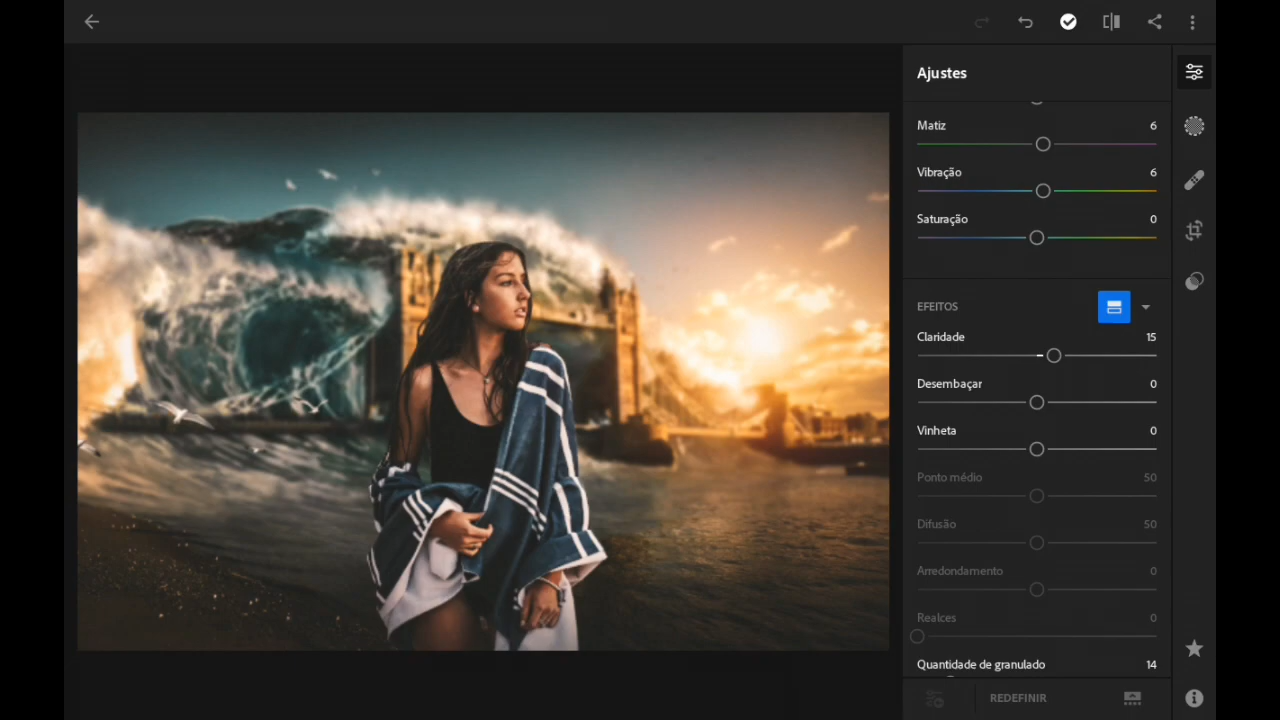 Ajustes
Matiz 6
Vibração 6
Saturação 0
EFEITOS
Claridade 15
Desembaçar 0
Vinheta 0
Ponto médio 50
Difusão 50
Arredondamento 0
Realces 0
Quantidade de granulado 14
REDEFINIR